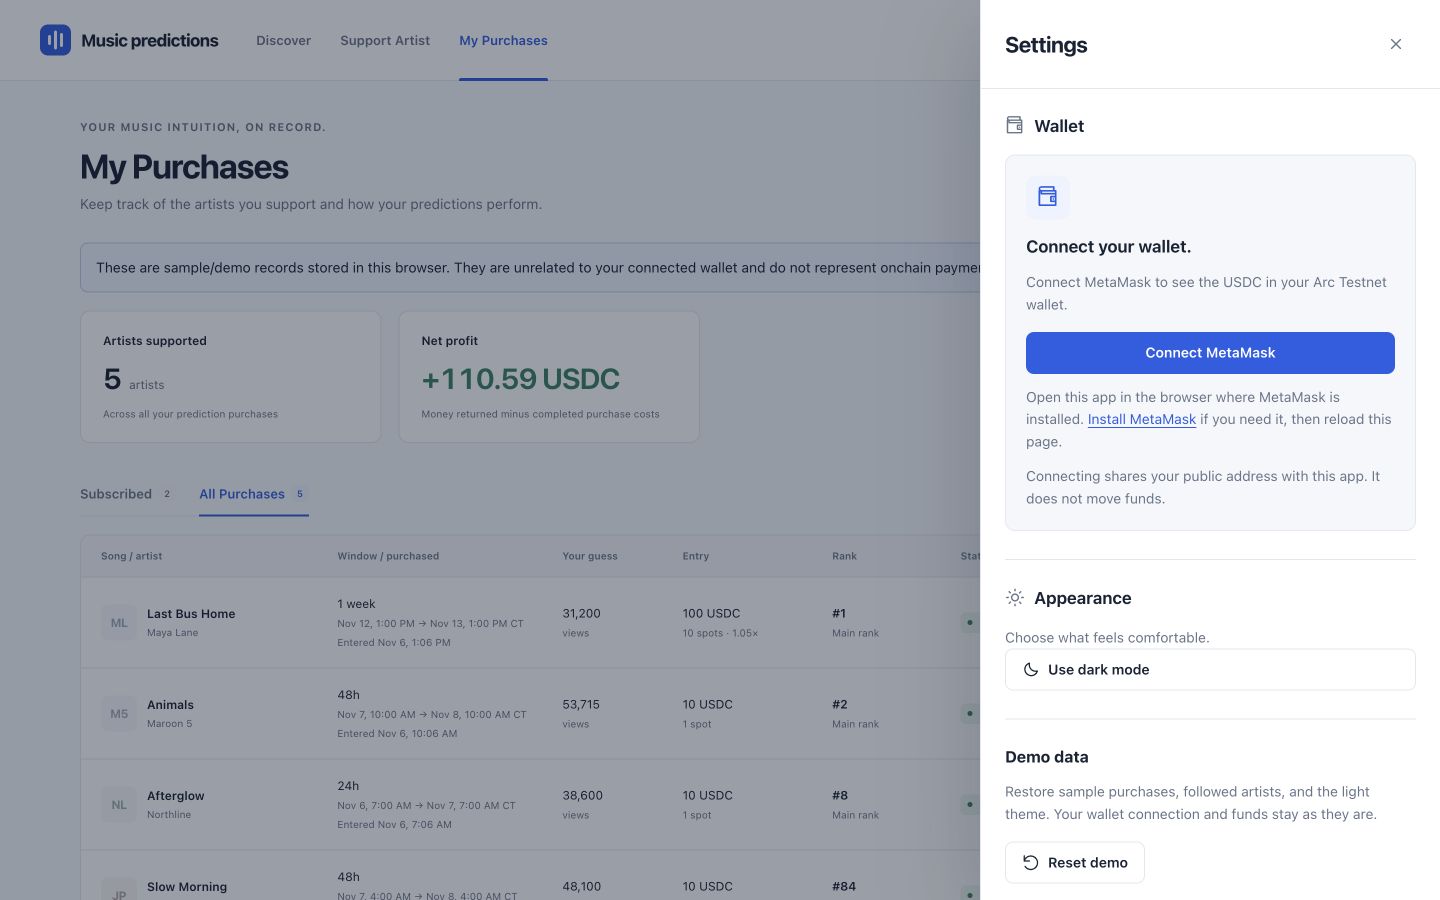 Music predictions
Discover
Support Artist
My Purchases
YOUR MUSIC INTUITION, ON RECORD.
My Purchases
Keep track of the artists you support and how your predictions perform.
These are sample/demo records stored in this browser. They are unrelated to your connected wallet and do not represent onchain
Artists supported
5 artists
Across all your prediction purchases
Net profit
+110.59 USDC
Money returned minus completed purchase costs
Subscribed 2
All Purchases 5
Song / artist
Window / purchased
Your guess
Entry
Rank
ML
Last Bus Home
Maya Lane
1 week
Nov 12, 1:00 PM → Nov 13, 1:00 PM CT
Entered Nov 6, 1:06 PM
31,200
views
100 USDC
10 spots · 1.05×
#1
Main rank
M5
Animals
Maroon 5
48h
Nov 7, 10:00 AM → Nov 8, 10:00 AM CT
Entered Nov 6, 10:06 AM
53,715
views
10 USDC
1 spot
#2
Main rank
NL
Afterglow
Northline
24h
Nov 6, 7:00 AM → Nov 7, 7:00 AM CT
Entered Nov 6, 7:06 AM
38,600
views
10 USDC
1 spot
#8
Main rank
JP
Slow Morning
48h
Nov 7, 4:00 AM → Nov 8, 4:00 AM CT
48,100
10 USDC
#84
Settings
Wallet
Connect your wallet.
Connect MetaMask to see the USDC in your Arc Testnet
wallet.
Connect MetaMask
Open this app in the browser where MetaMask is
installed. Install MetaMask if you need it, then reload this
page.
Connecting shares your public address with this app. It
does not move funds.
Appearance
Choose what feels comfortable.
Use dark mode
Demo data
Restore sample purchases, followed artists, and the light
theme. Your wallet connection and funds stay as they are.
Reset demo